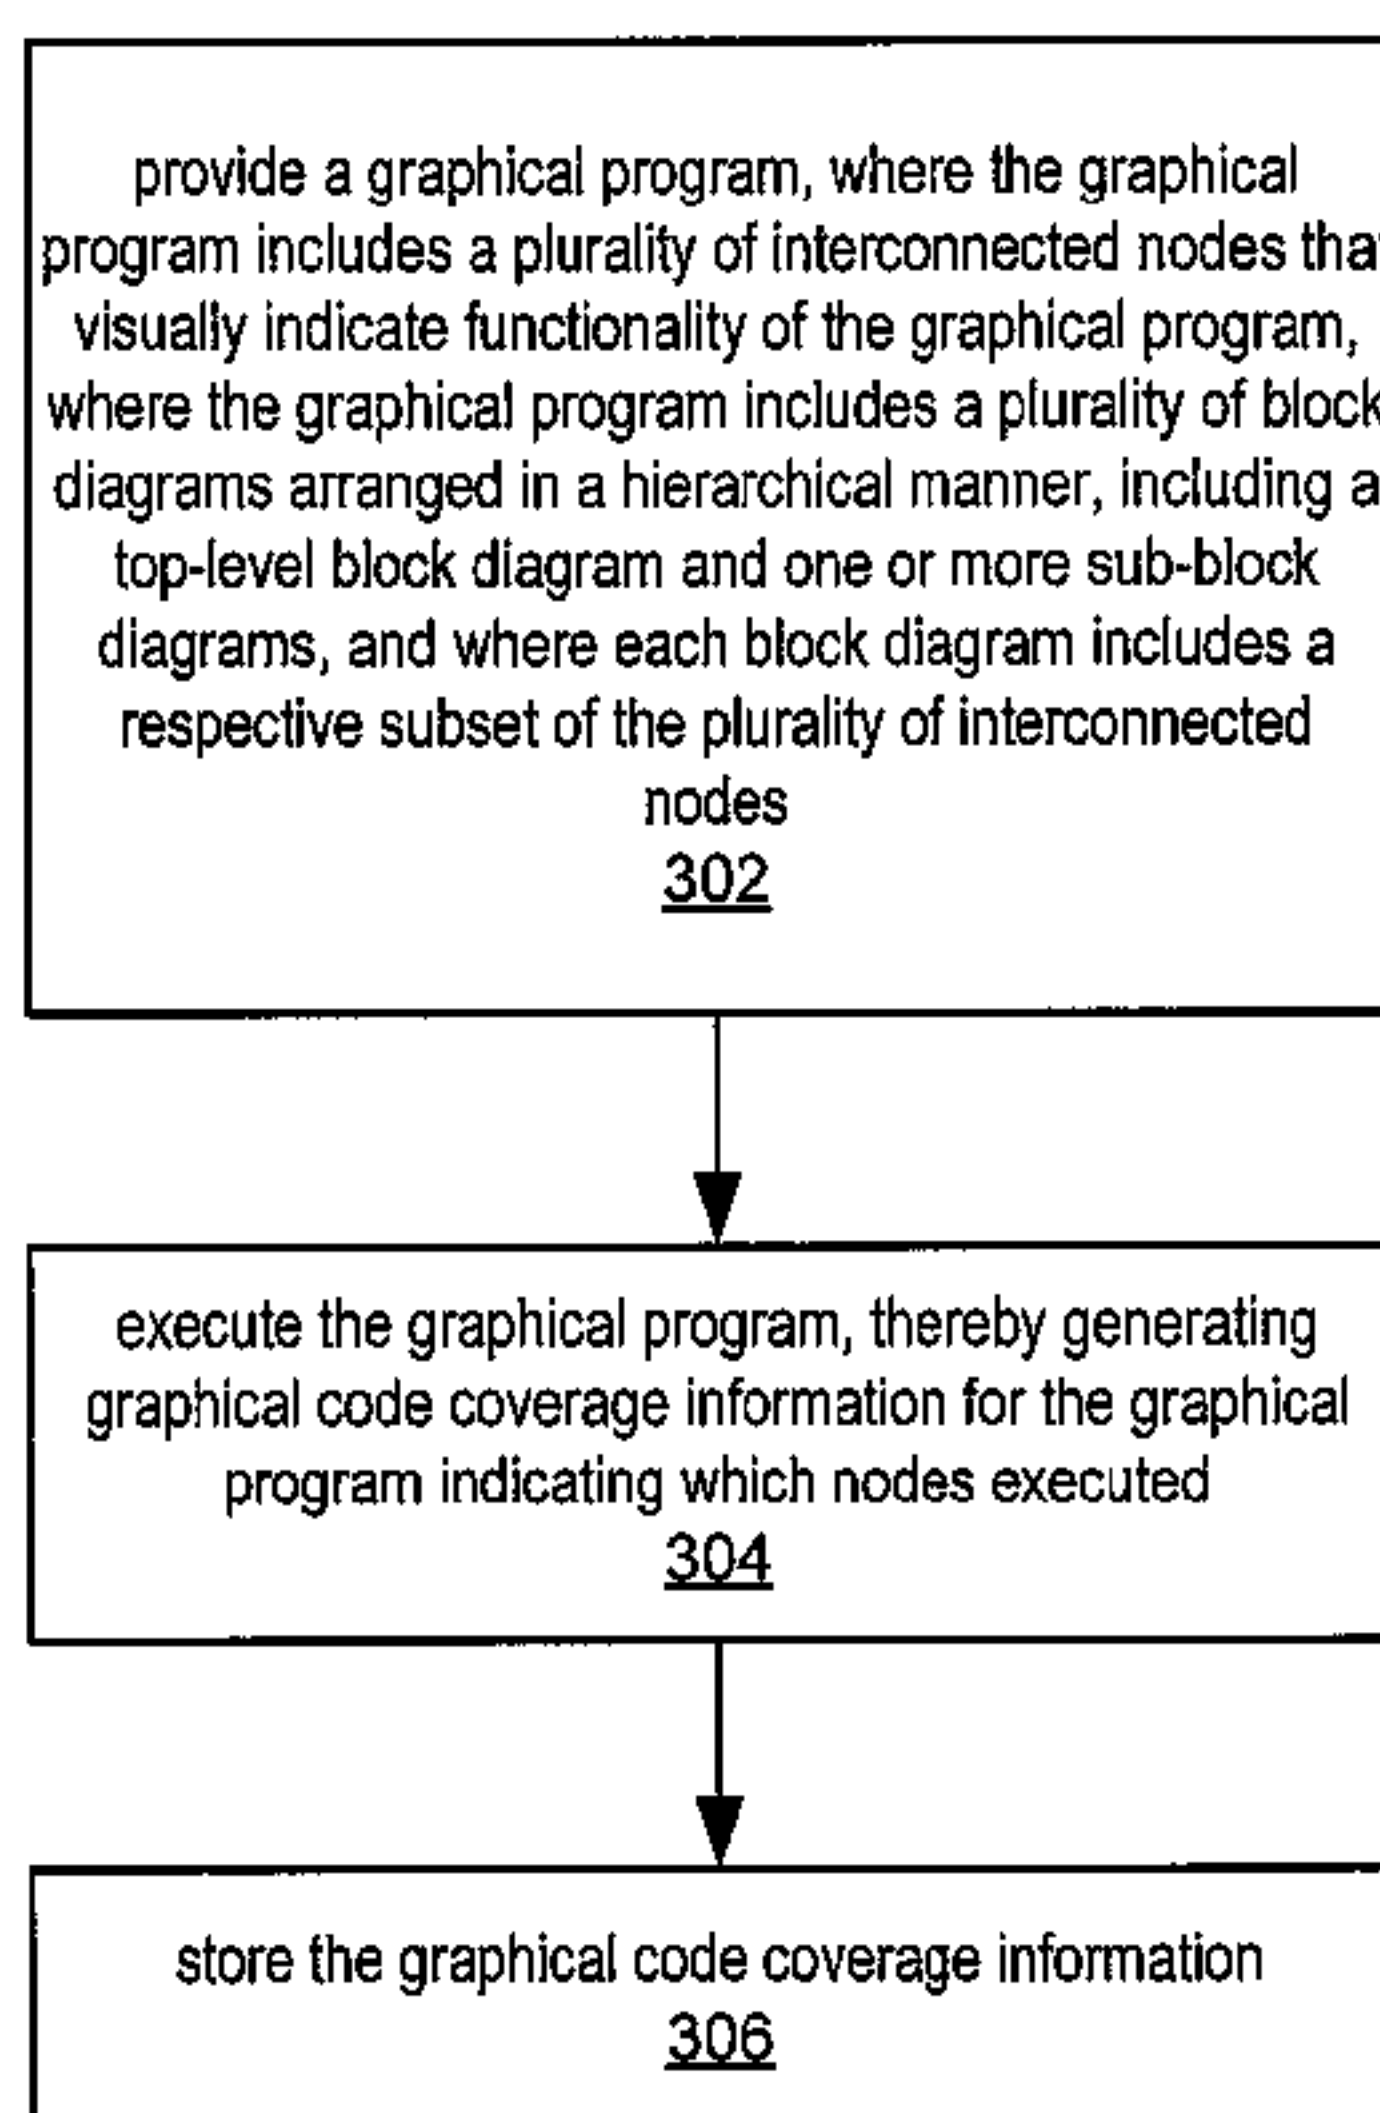 provide a graphical program, where the graphical
program includes a plurality of interconnected nodes that
visually indicate functionality of the graphical program,
where the graphical program includes a plurality of block
diagrams arranged in a hierarchical manner, including a
top-level block diagram and one or more sub-block
diagrams, and where each block diagram includes a
respective subset of the plurality of interconnected
nodes
302
execute the graphical program, thereby generating
graphical code coverage information for the graphical
program indicating which nodes executed
304
store the graphical code coverage information
306